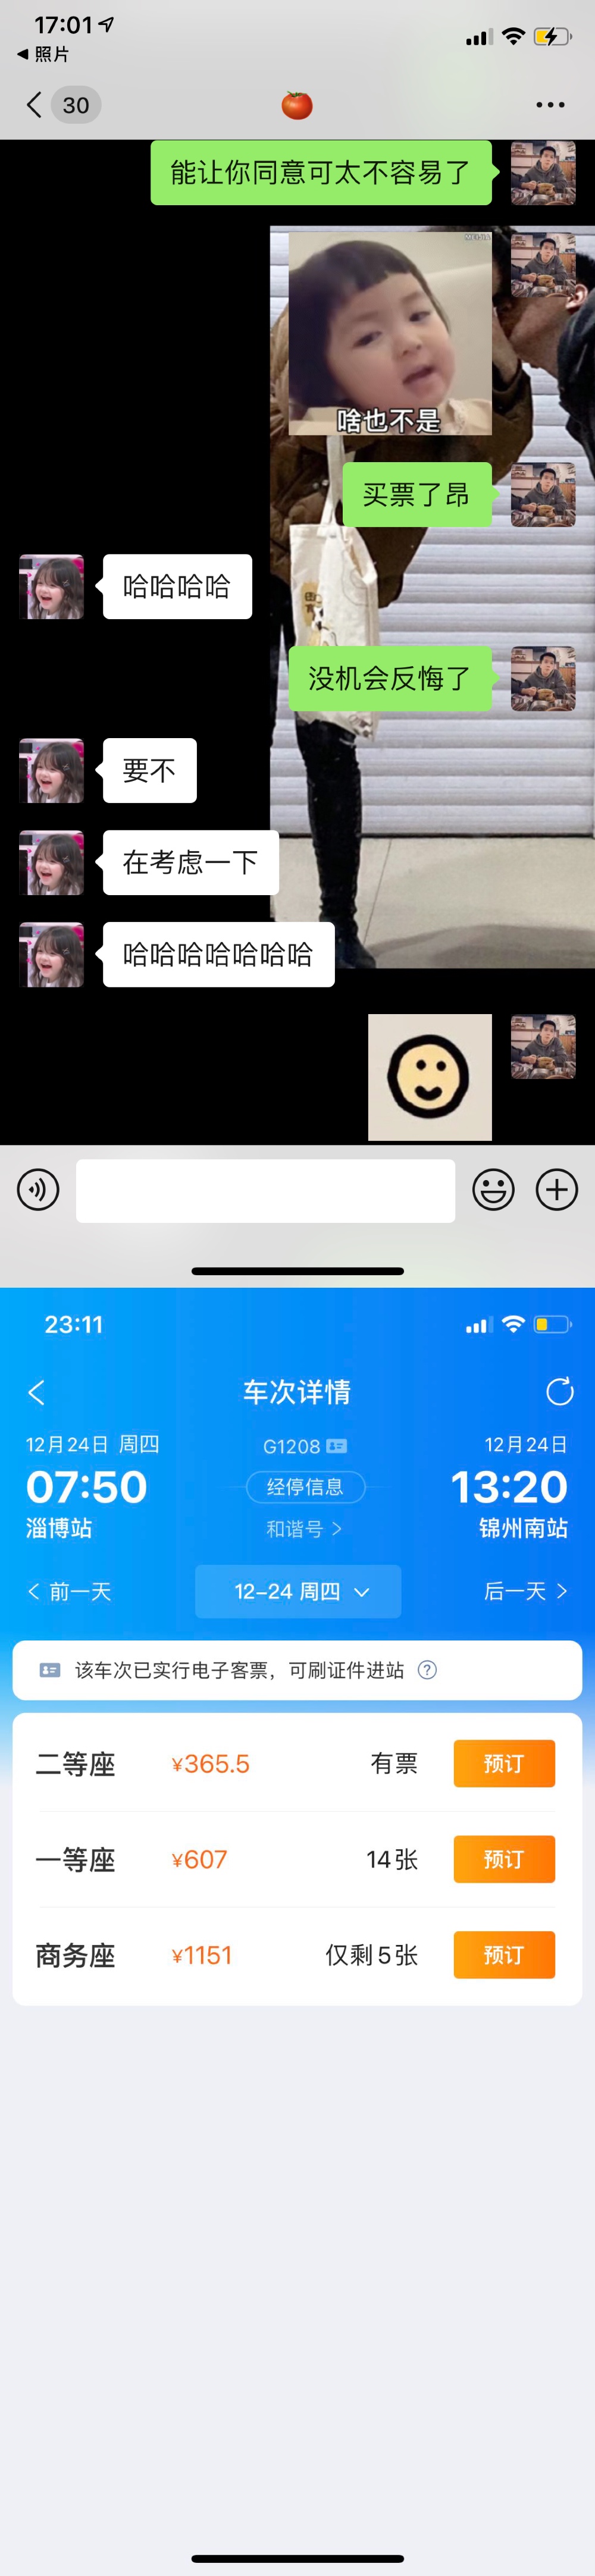 17:01
照片
30
能让你同意可太不容易了
MEIJIA
啥也不是
买票了昂
哈哈哈哈
没机会反悔了
要不
在考虑一下
哈哈哈哈哈哈哈
23:11
车次详情
12月24日 周四 G1208 12月24日
07:50 经停信息 13:20
淄博站 和谐号 锦州南站
前一天 12-24 周四 后一天
该车次已实行电子客票，可刷证件进站 ?
二等座 ¥365.5 有票 预订
一等座 ¥607 14张 预订
商务座 ¥1151 仅剩5张 预订